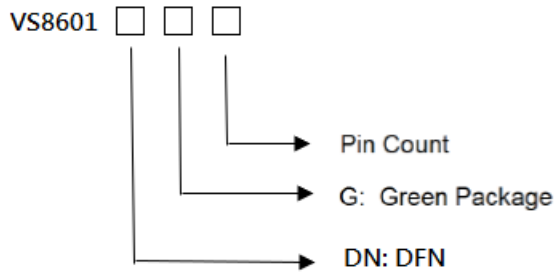 VS8601 □ □ □
Pin Count
G: Green Package
DN: DFN